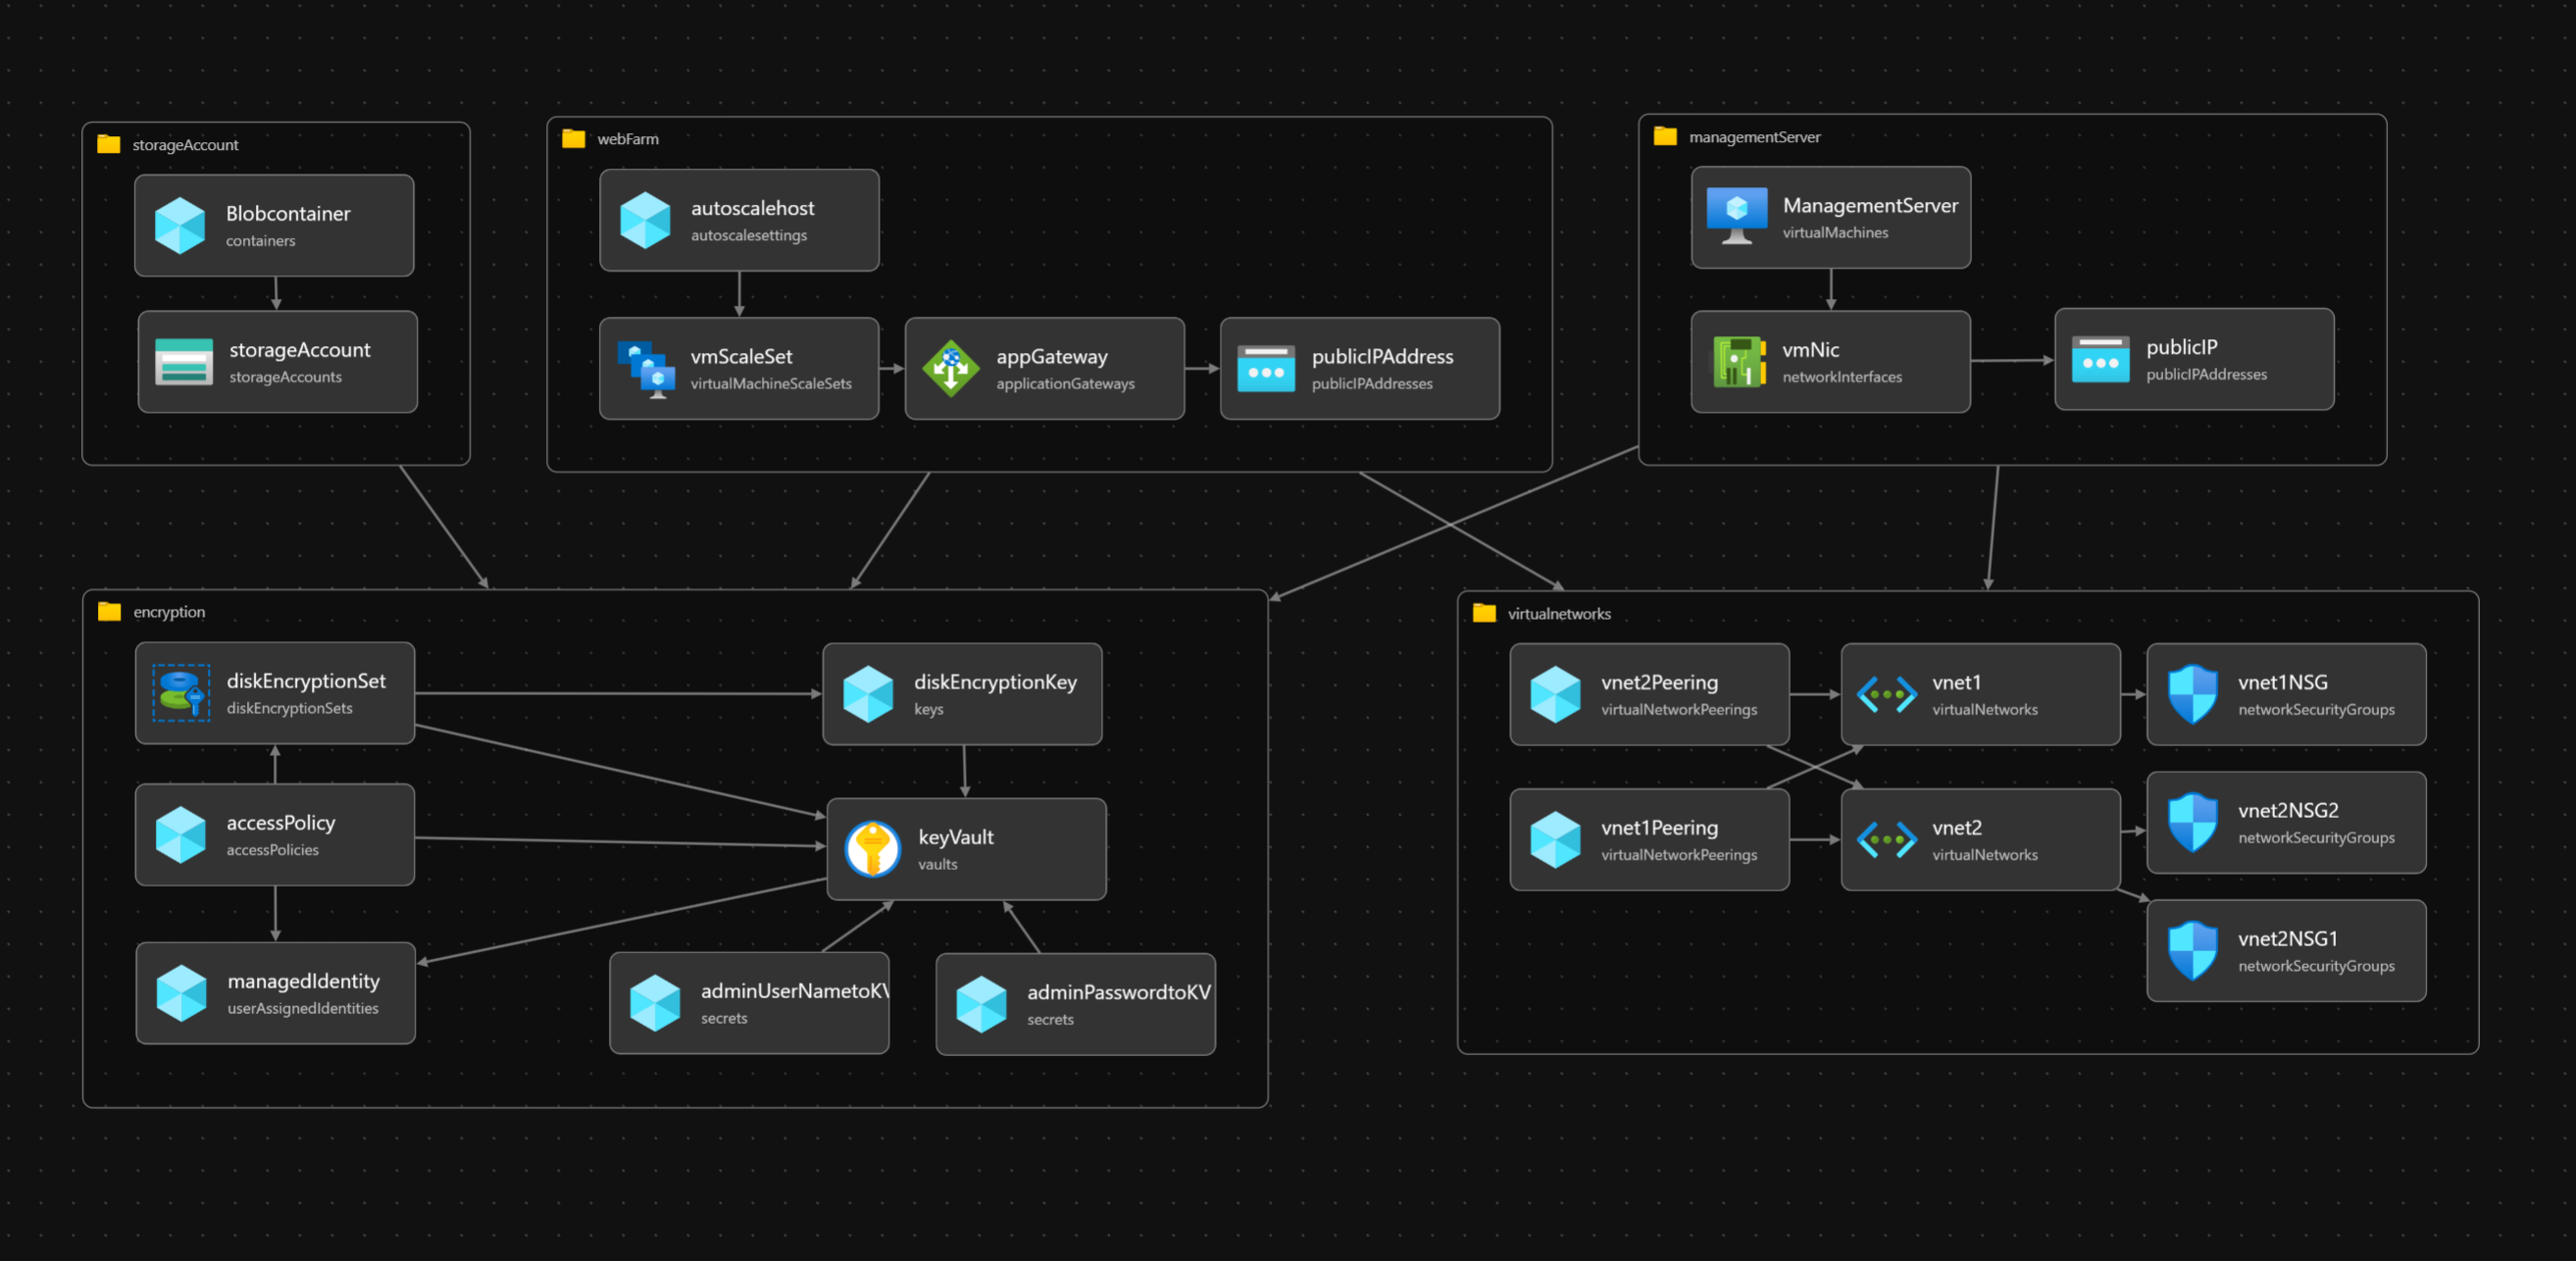 storageAccount
Blobcontainer
containers
storageAccount
storageAccounts
webFarm
autoscalehost
autoscalesettings
vmScaleSet
virtualMachineScaleSets
appGateway
applicationGateways
publicIPAddress
publicIPAddresses
managementServer
ManagementServer
virtualMachines
vmNic
networkInterfaces
publicIP
publicIPAddresses
encryption
diskEncryptionSet
diskEncryptionSets
diskEncryptionKey
keys
accessPolicy
accessPolicies
keyVault
vaults
managedIdentity
userAssignedIdentities
adminUserNametoKV
secrets
adminPasswordtoKV
secrets
virtualnetworks
vnet2Peering
virtualNetworkPeerings
vnet1
virtualNetworks
vnet1NSG
networkSecurityGroups
vnet1Peering
virtualNetworkPeerings
vnet2
virtualNetworks
vnet2NSG2
networkSecurityGroups
vnet2NSG1
networkSecurityGroups